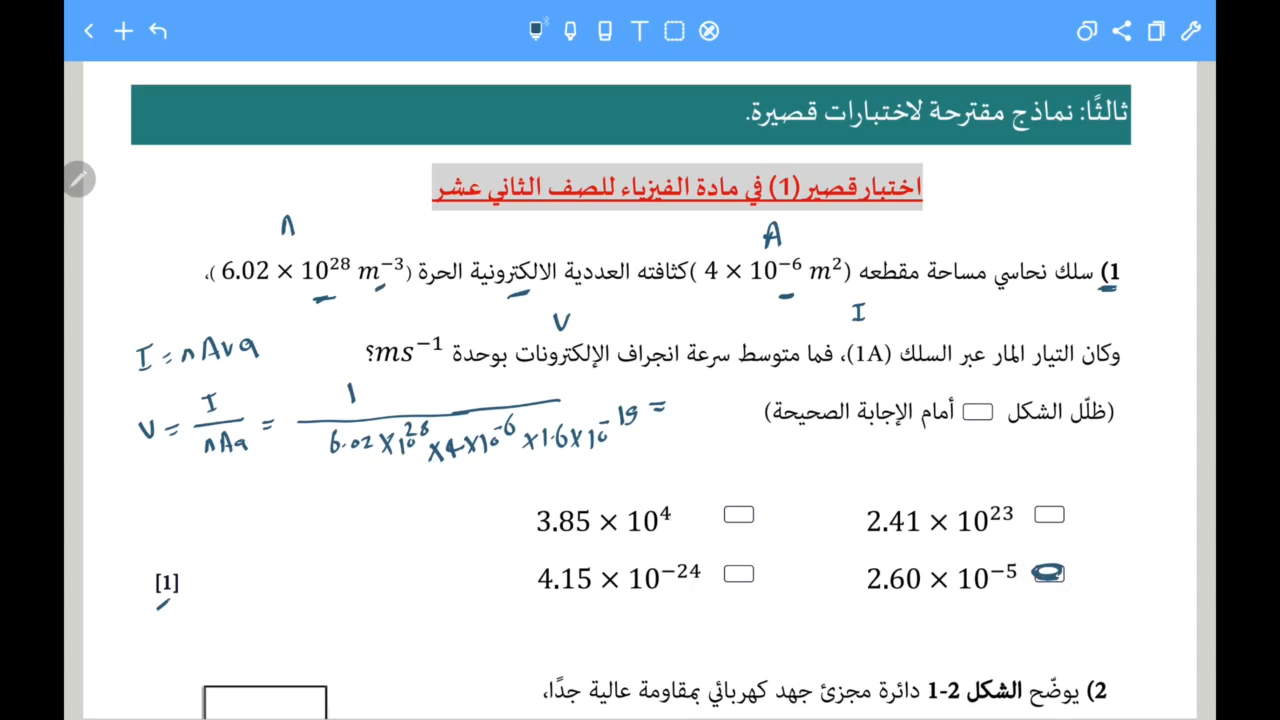 ثالثًا: نماذج مقترحة لاختبارات قصيرة.
اختبار قصير (1) في مادة الفيزياء للصف الثاني عشر
n
A
1) سلك نحاسي مساحة مقطعه (4 × 10⁻⁶ m²) كثافته العددية الالكترونية الحرة (6.02 × 10²⁸ m⁻³)،
V
I
وكان التيار المار عبر السلك (1A)، فما متوسط سرعة انجراف الإلكترونات بوحدة ms⁻¹؟
I = nAvq
(ظلّل الشكل أمام الإجابة الصحيحة)
V = I / nAq = 1 / 6.02 × 10²⁸ × 4 × 10⁻⁶ × 1.6 × 10⁻¹⁹ =
2.41 × 10²³
3.85 × 10⁴
2.60 × 10⁻⁵
4.15 × 10⁻²⁴
[1]
2) يوضّح الشكل 2-1 دائرة مجزئ جهد كهربائي بمقاومة عالية جدًا،